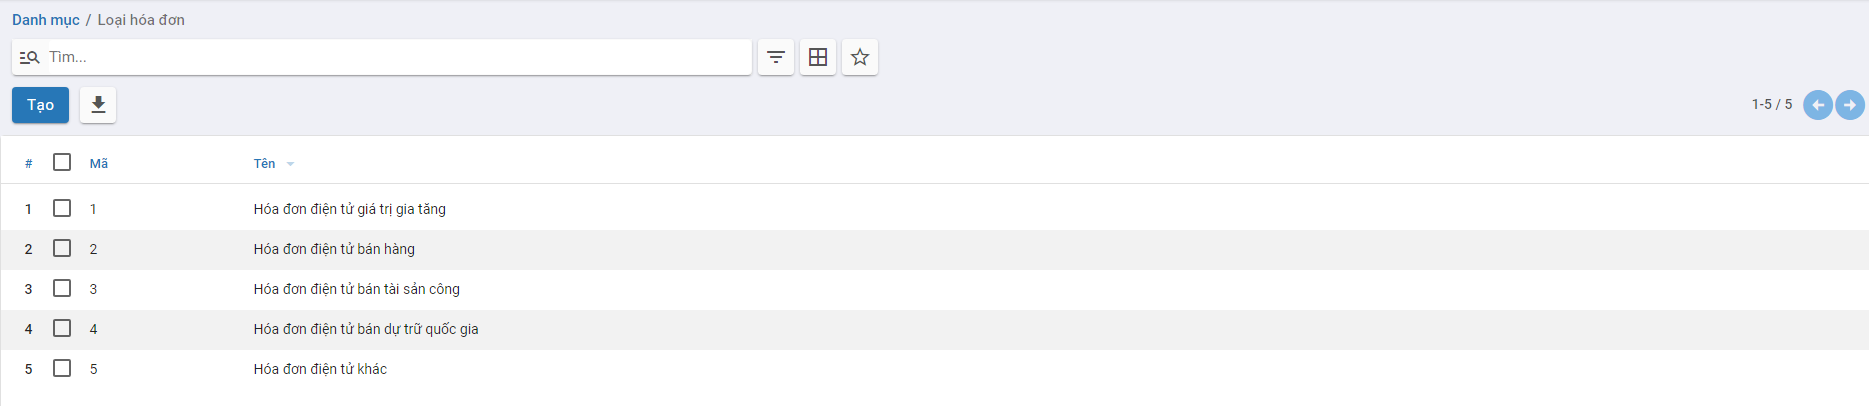 Danh mục / Loại hóa đơn
Tìm...
Tạo
1-5 / 5
# Mã Tên
1 1 Hóa đơn điện tử giá trị gia tăng
2 2 Hóa đơn điện tử bán hàng
3 3 Hóa đơn điện tử bán tài sản công
4 4 Hóa đơn điện tử bán dự trữ quốc gia
5 5 Hóa đơn điện tử khác